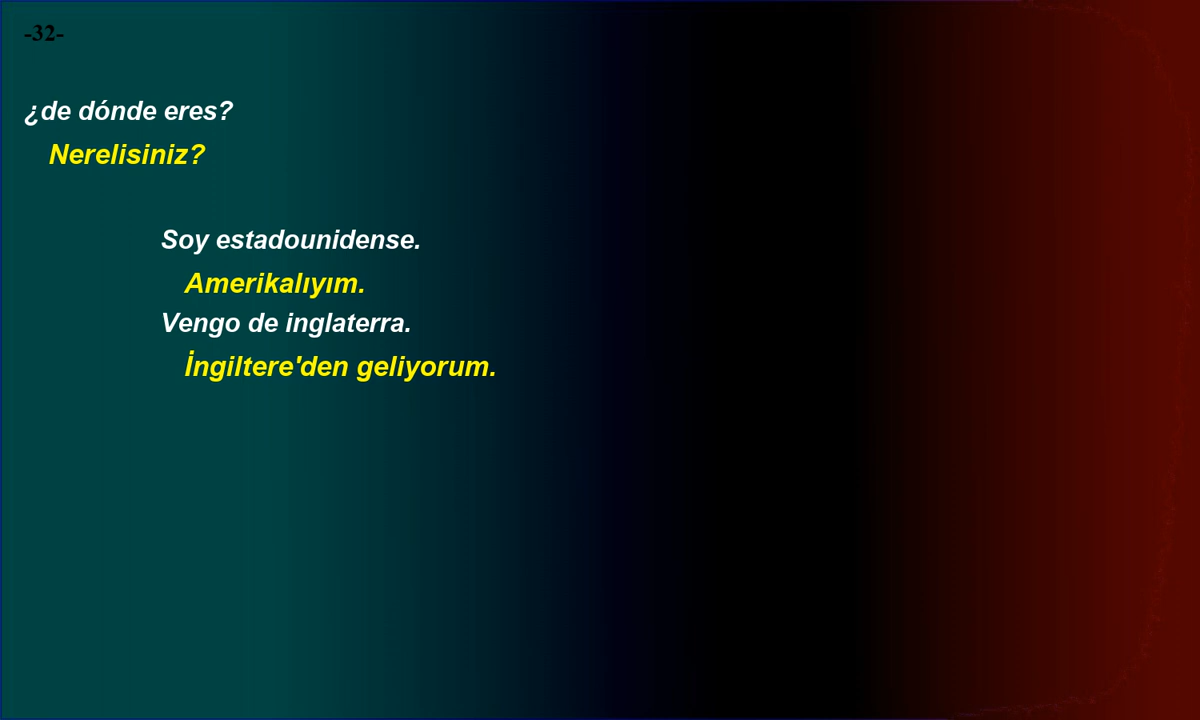 -32-
¿de dónde eres?
Nerelisiniz?
Soy estadounidense.
Amerikalıyım.
Vengo de inglaterra.
İngiltere'den geliyorum.